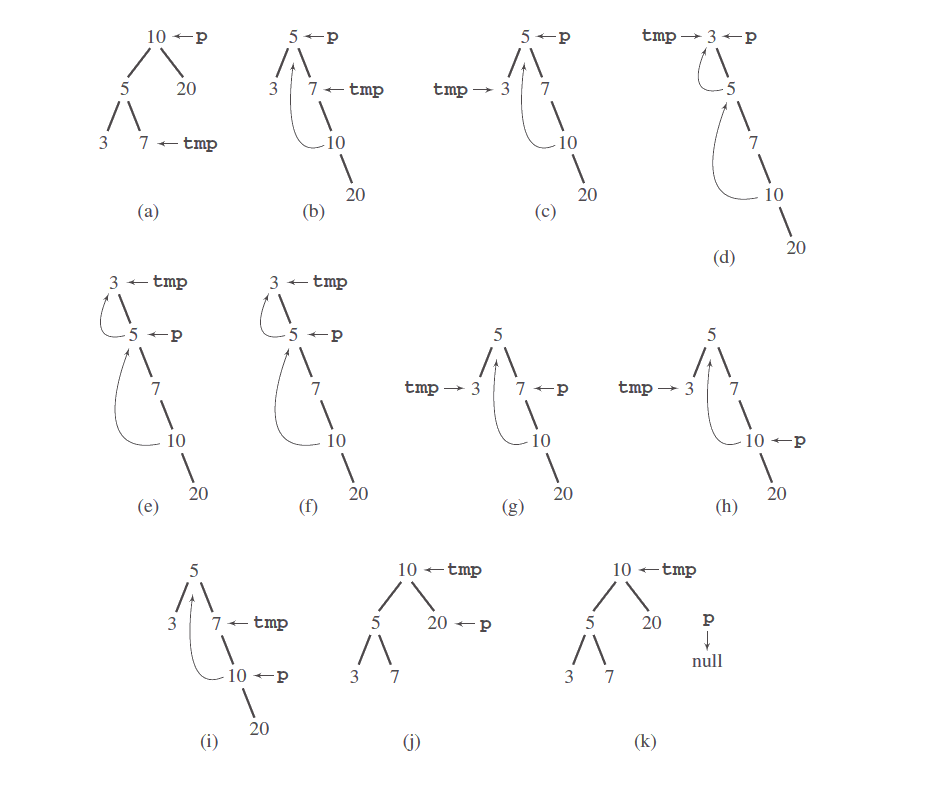 10 p 5 p 5 p tmp 3 p
5 20 3 7 tmp tmp 3 7 5
3 7 tmp 10 10 7
20 20 10
(a) (b) (c) 20
(d)
3 tmp 3 tmp
5 p 5 p 5 5
7 7 tmp 3 7 p tmp 3 7
10 10 10 10 p
20 20 20 20
(e) (f) (g) (h)
5 10 tmp 10 tmp
3 7 tmp 5 20 p 5 20 p
10 p 3 7 3 7 null
20
(i) (j) (k)